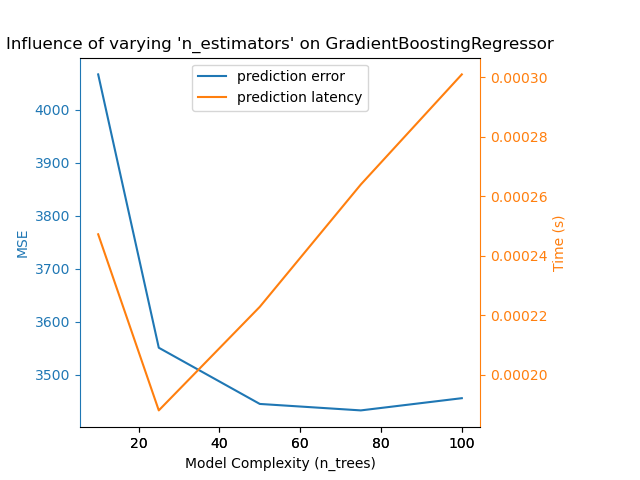 Influence of varying 'n_estimators' on GradientBoostingRegressor
prediction error
prediction latency
4000
3900
3800
3700
3600
3500
MSE
0.00030
0.00028
0.00026
0.00024
0.00022
0.00020
Time (s)
20 40 60 80 100
Model Complexity (n_trees)